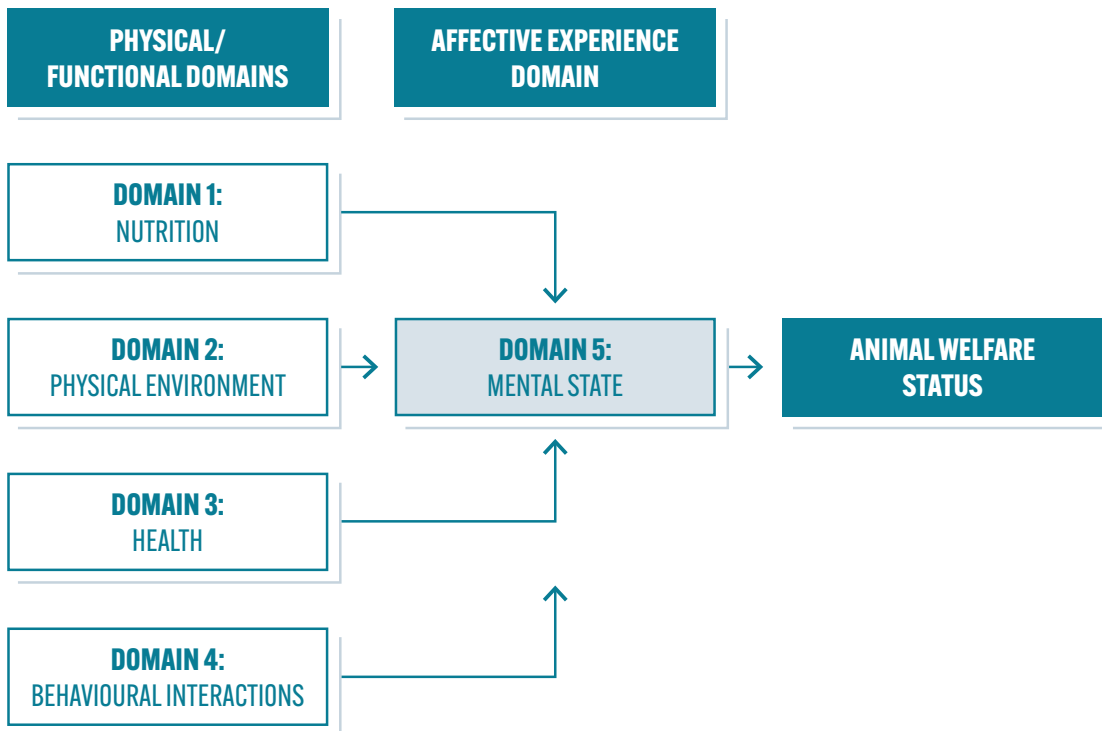 PHYSICAL/
FUNCTIONAL DOMAINS
AFFECTIVE EXPERIENCE
DOMAIN
DOMAIN 1:
NUTRITION
DOMAIN 2:
PHYSICAL ENVIRONMENT
DOMAIN 5:
MENTAL STATE
ANIMAL WELFARE
STATUS
DOMAIN 3:
HEALTH
DOMAIN 4:
BEHAVIOURAL INTERACTIONS